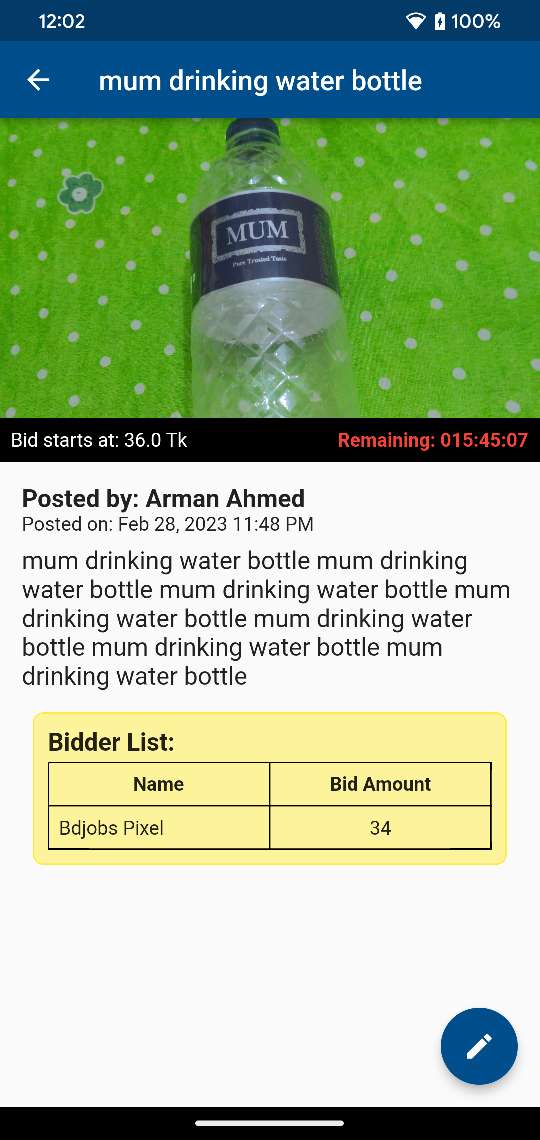 12:02
100%
mum drinking water bottle
MUM
Pure Trusted Taste
Bid starts at: 36.0 Tk
Remaining: 015:45:07
Posted by: Arman Ahmed
Posted on: Feb 28, 2023 11:48 PM
mum drinking water bottle mum drinking
water bottle mum drinking water bottle mum
drinking water bottle mum drinking water
bottle mum drinking water bottle mum
drinking water bottle
Bidder List:
Name Bid Amount
Bdjobs Pixel 34